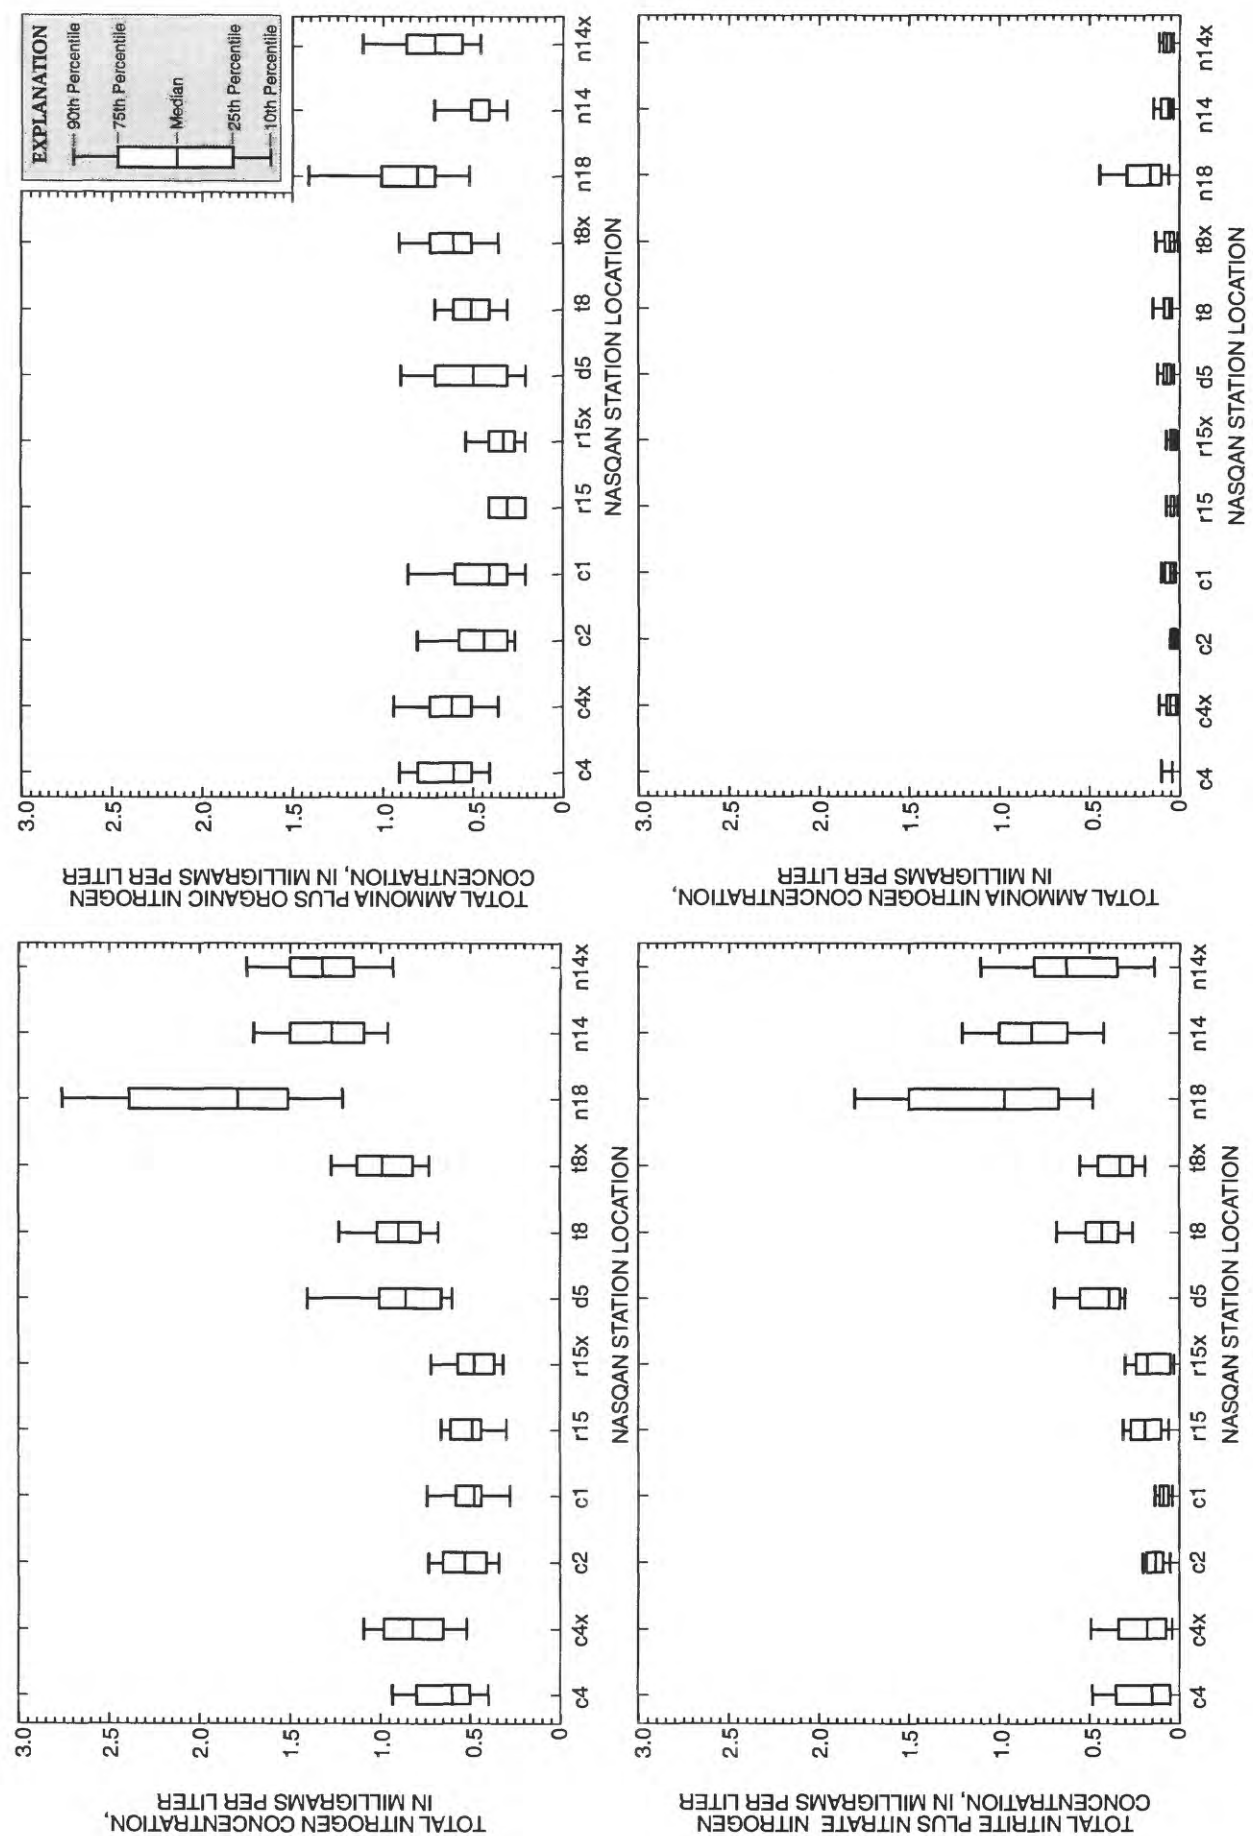 TOTAL NITROGEN CONCENTRATION,
IN MILLIGRAMS PER LITER
3.0
2.5
2.0
1.5
1.0
0.5
0
c4 c4x c2 c1 r15 r15x d5 t8 t8x n18 n14 n14x
NASQAN STATION LOCATION
TOTAL AMMONIA PLUS ORGANIC NITROGEN
CONCENTRATION, IN MILLIGRAMS PER LITER
3.0
2.5
2.0
1.5
1.0
0.5
0
c4 c4x c2 c1 r15 r15x d5 t8 t8x n18 n14 n14x
NASQAN STATION LOCATION
EXPLANATION
90th Percentile
75th Percentile
Median
25th Percentile
10th Percentile
TOTAL NITRITE PLUS NITRATE NITROGEN
CONCENTRATION, IN MILLIGRAMS PER LITER
3.0
2.5
2.0
1.5
1.0
0.5
0
c4 c4x c2 c1 r15 r15x d5 t8 t8x n18 n14 n14x
NASQAN STATION LOCATION
TOTAL AMMONIA NITROGEN CONCENTRATION,
IN MILLIGRAMS PER LITER
3.0
2.5
2.0
1.5
1.0
0.5
0
c4 c4x c2 c1 r15 r15x d5 t8 t8x n18 n14 n14x
NASQAN STATION LOCATION